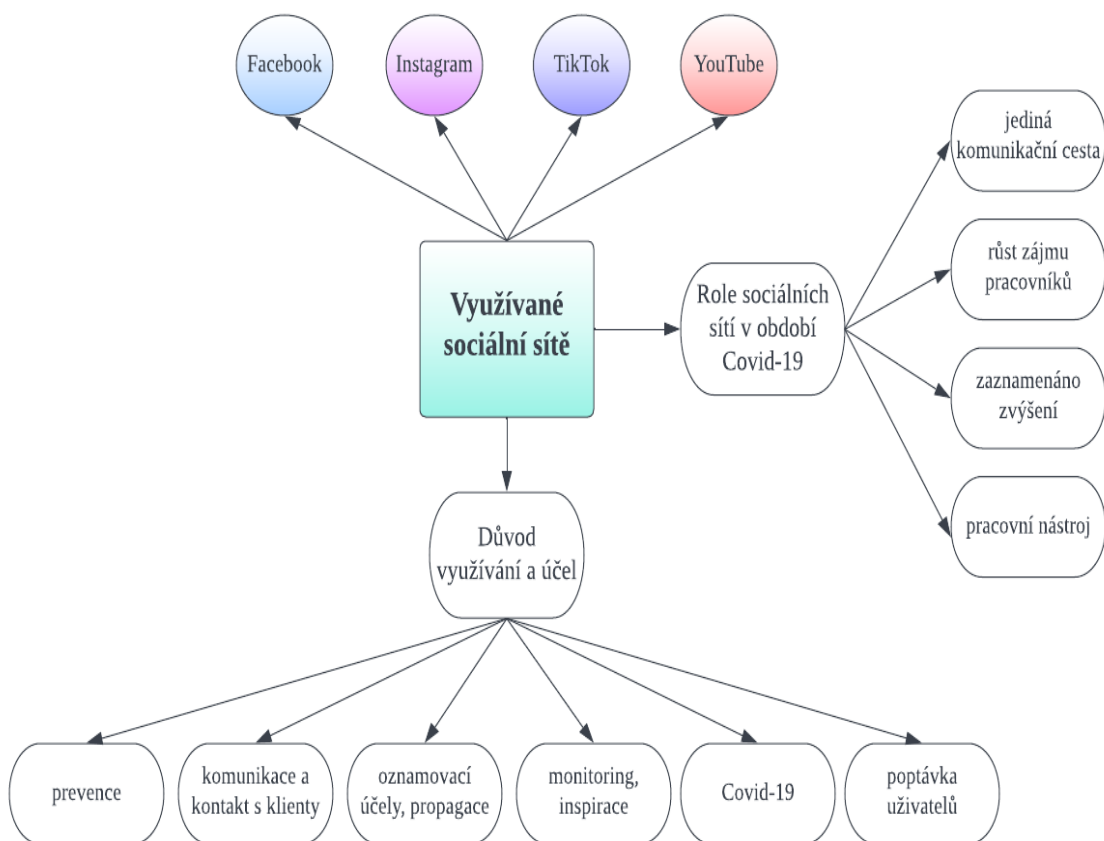 Facebook
Instagram
TikTok
YouTube
jediná
komunikační cesta
růst zájmu
pracovníků
Využívané
sociální sítě
Role sociálních
sítí v období
Covid-19
zaznamenáno
zvýšení
pracovní nástroj
Důvod
využívání a účel
prevence
komunikace a
kontakt s klienty
oznamovací
účely, propagace
monitoring,
inspirace
Covid-19
poptávka
uživatelů